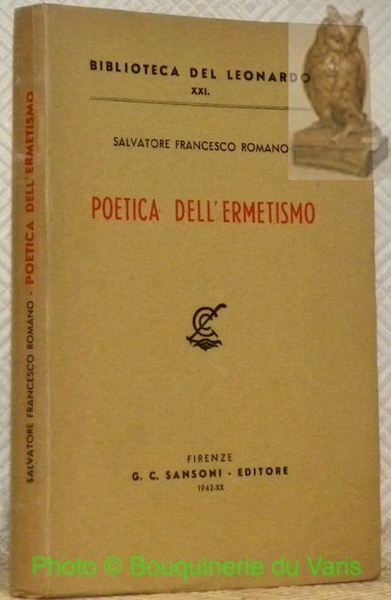 BIBLIOTECA DEL LEONARDO
XXI.
SALVATORE FRANCESCO ROMANO
POETICA DELL'ERMETISMO
FIRENZE
G. C. SANSONI - EDITORE
1942-XX
SALVATORE FRANCESCO ROMANO - POETICA DELL'ERMETISMO
Photo © Bouquinerie du Varis